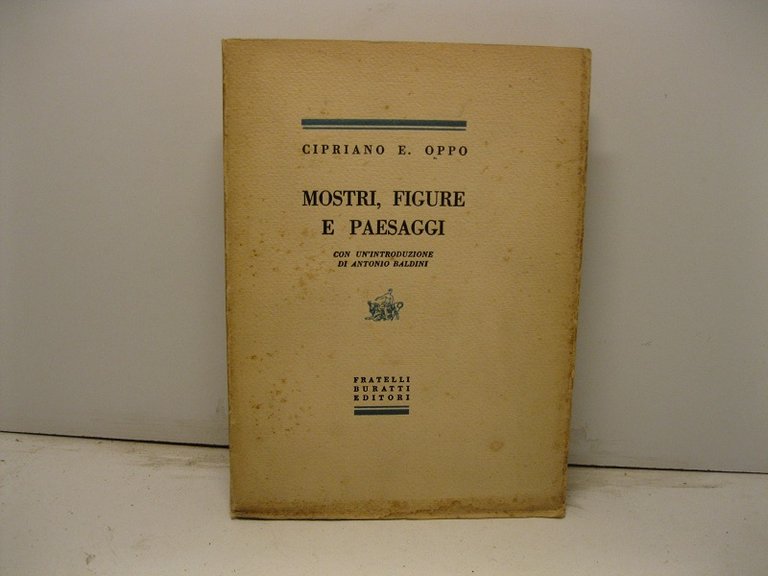 CIPRIANO E. OPPO
MOSTRI, FIGURE
E PAESAGGI
CON UN'INTRODUZIONE
DI ANTONIO BALDINI
FRATELLI
BURATTI
EDITORI